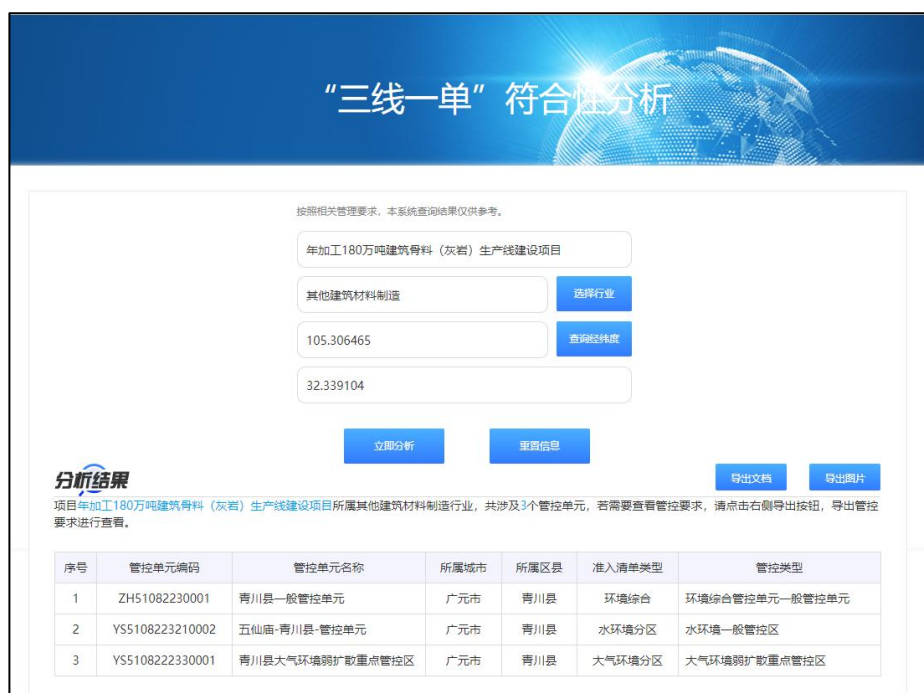 “三线一单”符合性分析
按照相关管理要求，本系统查询结果仅供参考。
年加工180万吨建筑骨料（灰岩）生产线建设项目
其他建筑材料制造 选择行业
105.306465 查询经纬度
32.339104
立即分析 重置信息
分析结果 导出文档 导出图片
项目年加工180万吨建筑骨料（灰岩）生产线建设项目所属其他建筑材料制造行业，共涉及3个管控单元，若需要查看管控要求，请点击右侧导出按钮，导出管控
要求进行查看。
序号 管控单元编码 管控单元名称 所属城市 所属区县 准入清单类型 管控类型
1 ZH51082230001 青川县一般管控单元 广元市 青川县 环境综合 环境综合管控单元一般管控单元
2 YS5108223210002 五仙庙-青川县-管控单元 广元市 青川县 水环境分区 水环境一般管控区
3 YS5108222330001 青川县大气环境弱扩散重点管控区 广元市 青川县 大气环境分区 大气环境弱扩散重点管控区